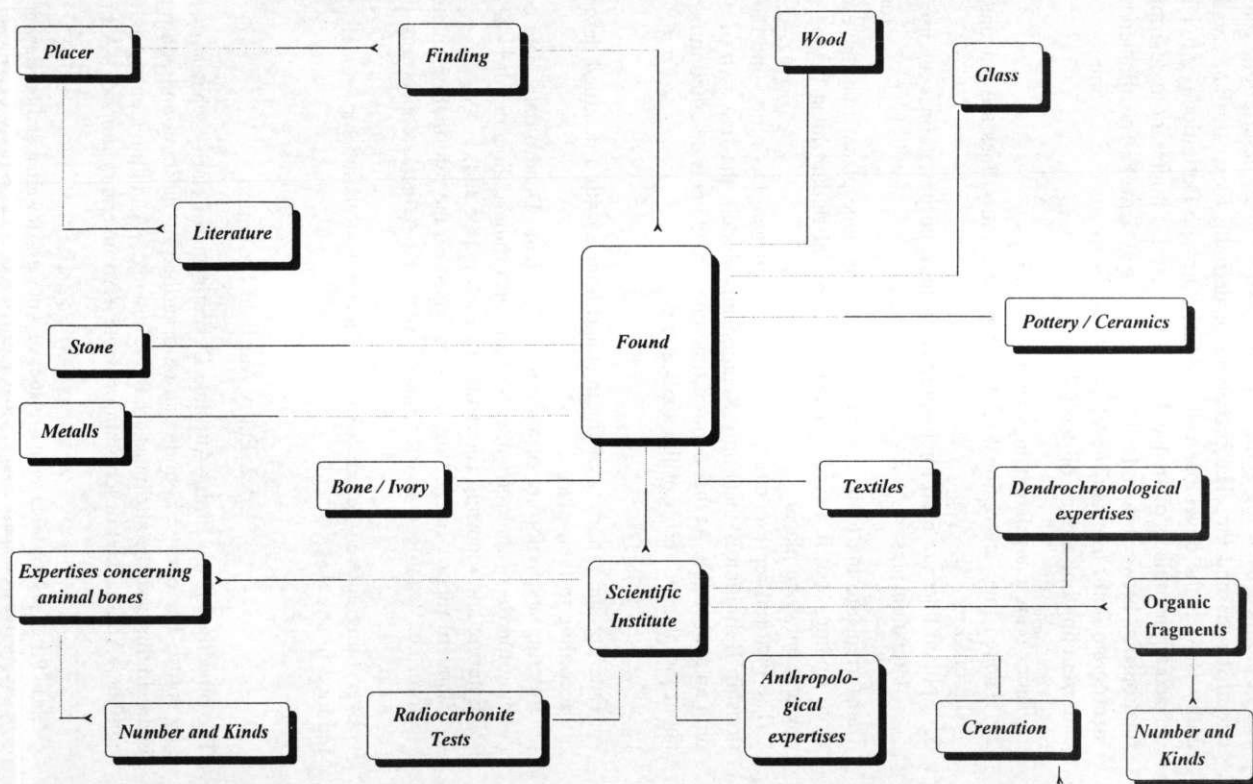 Placer
Finding
Wood
Glass
Literature
Found
Pottery / Ceramics
Stone
Metalls
Bone / Ivory
Textiles
Dendrochronological
expertises
Expertises concerning
animal bones
Scientific
Institute
Organic
fragments
Number and Kinds
Radiocarbonite
Tests
Anthropolo-
gical
expertises
Cremation
Number and
Kinds